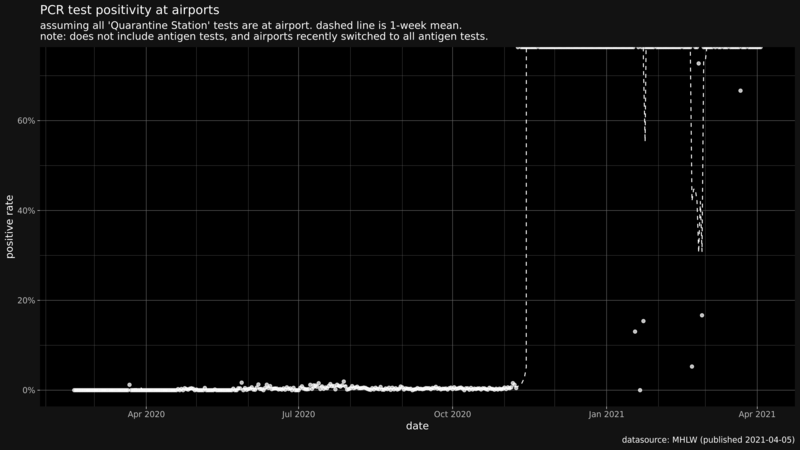 PCR test positivity at airports
assuming all 'Quarantine Station' tests are at airport. dashed line is 1-week mean.
note: does not include antigen tests, and airports recently switched to all antigen tests.
60%
40%
20%
0%
positive rate
Apr 2020
Jul 2020
Oct 2020
Jan 2021
Apr 2021
date
datasource: MHLW (published 2021-04-05)